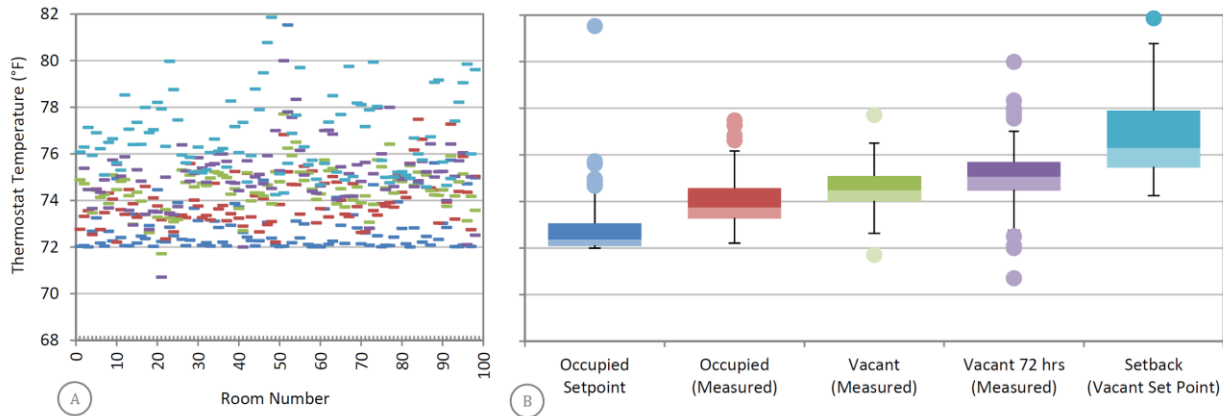 82
80
78
76
74
72
70
68
Thermostat Temperature (°F)
0
10
20
30
40
50
60
70
80
90
100
Room Number
A
Occupied
Setpoint
Occupied
(Measured)
Vacant
(Measured)
Vacant 72 hrs
(Measured)
Setback
(Vacant Set Point)
B